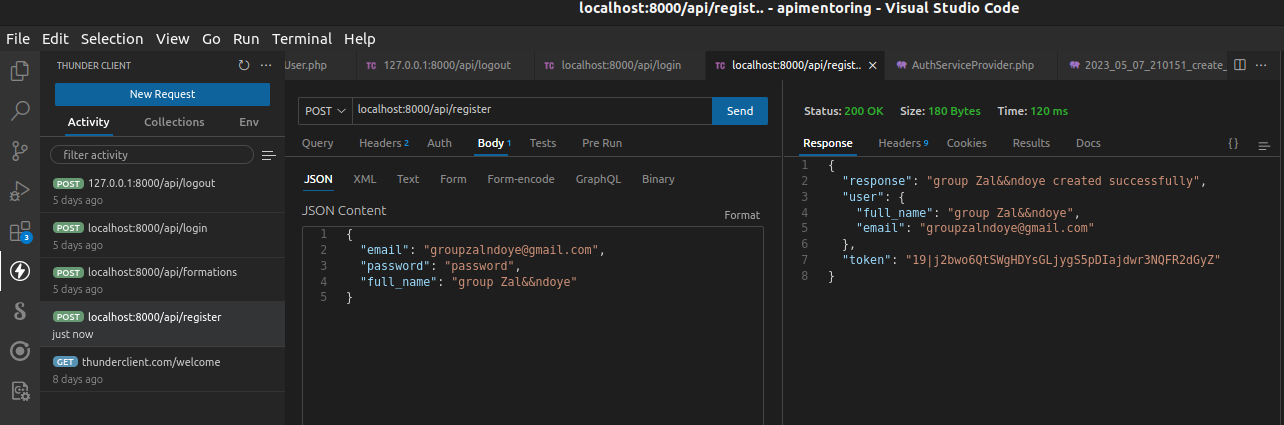 localhost:8000/api/regist.. - apimentoring - Visual Studio Code
File Edit Selection View Go Run Terminal Help
THUNDER CLIENT
New Request
Activity Collections Env
filter activity
POST 127.0.0.1:8000/api/logout
5 days ago
POST localhost:8000/api/login
5 days ago
POST localhost:8000/api/formations
5 days ago
POST localhost:8000/api/register
just now
GET thunderclient.com/welcome
8 days ago
3
User.php TC 127.0.0.1:8000/api/logout TC localhost:8000/api/login TC localhost:8000/api/regist.. AuthServiceProvider.php 2023_05_07_210151_create_
POST localhost:8000/api/register Send
Query Headers 2 Auth Body 1 Tests Pre Run
JSON XML Text Form Form-encode GraphQL Binary
JSON Content Format
1 {
2 "email": "groupzalndoye@gmail.com",
3 "password": "password",
4 "full_name": "group Zal&&ndoye"
5 }
Status: 200 OK Size: 180 Bytes Time: 120 ms
Response Headers 9 Cookies Results Docs {}
1 {
2 "response": "group Zal&&ndoye created successfully",
3 "user": {
4 "full_name": "group Zal&&ndoye",
5 "email": "groupzalndoye@gmail.com"
6 },
7 "token": "19|j2bwo6QtSWgHDYsGLjygS5pDIajdwr3NQFR2dGyZ"
8 }